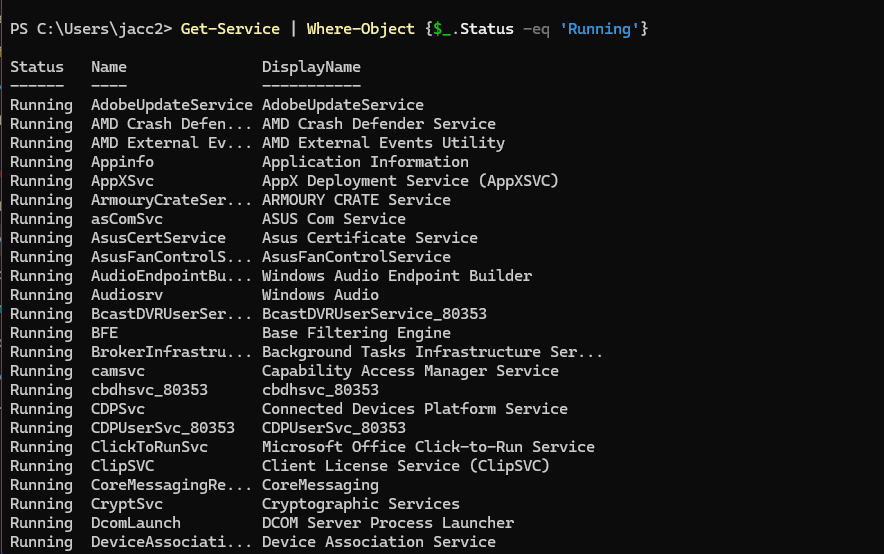 PS C:\Users\jacc2> Get-Service | Where-Object {$_.Status -eq 'Running'}
Status   Name               DisplayName
------   ----               -----------
Running  AdobeUpdateService AdobeUpdateService
Running  AMD Crash Defen... AMD Crash Defender Service
Running  AMD External Ev... AMD External Events Utility
Running  Appinfo            Application Information
Running  AppXSvc            AppX Deployment Service (AppXSVC)
Running  ArmouryCrateSer... ARMOURY CRATE Service
Running  asComSvc           ASUS Com Service
Running  AsusCertService    Asus Certificate Service
Running  AsusFanControlS... AsusFanControlService
Running  AudioEndpointBu... Windows Audio Endpoint Builder
Running  Audiosrv           Windows Audio
Running  BcastDVRUserSer... BcastDVRUserService_80353
Running  BFE                Base Filtering Engine
Running  BrokerInfrastru... Background Tasks Infrastructure Ser...
Running  camsvc             Capability Access Manager Service
Running  cbdhsvc_80353      cbdhsvc_80353
Running  CDPSvc             Connected Devices Platform Service
Running  CDPUserSvc_80353   CDPUserSvc_80353
Running  ClickToRunSvc      Microsoft Office Click-to-Run Service
Running  ClipSVC            Client License Service (ClipSVC)
Running  CoreMessagingRe... CoreMessaging
Running  CryptSvc           Cryptographic Services
Running  DcomLaunch         DCOM Server Process Launcher
Running  DeviceAssociati... Device Association Service